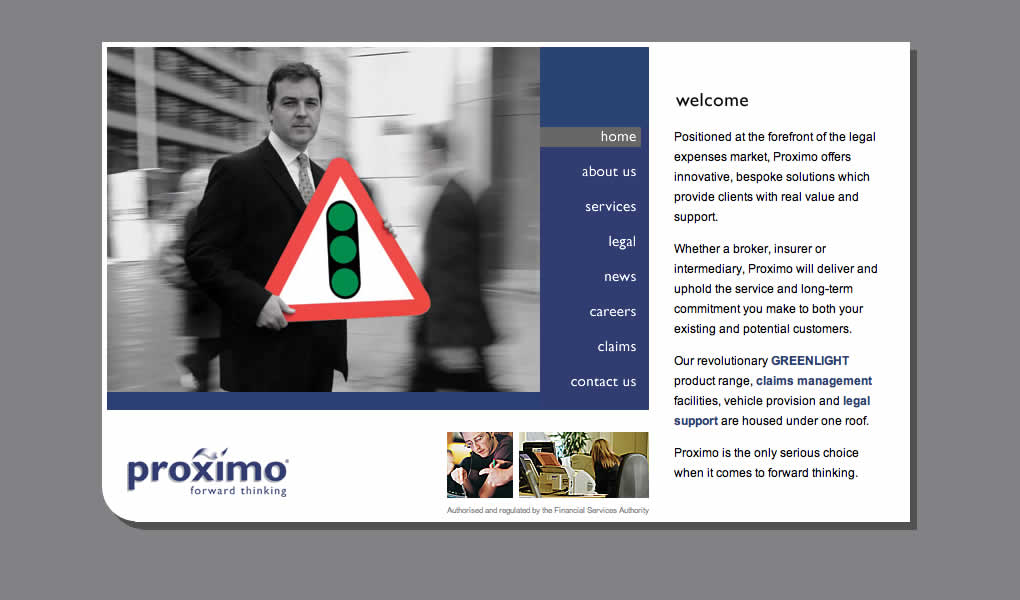 home
about us
services
legal
news
careers
claims
contact us
welcome
Positioned at the forefront of the legal
expenses market, Proximo offers
innovative, bespoke solutions which
provide clients with real value and
support.
Whether a broker, insurer or
intermediary, Proximo will deliver and
uphold the service and long-term
commitment you make to both your
existing and potential customers.
Our revolutionary GREENLIGHT
product range, claims management
facilities, vehicle provision and legal
support are housed under one roof.
Proximo is the only serious choice
when it comes to forward thinking.
proximo
forward thinking
Authorised and regulated by the Financial Services Authority